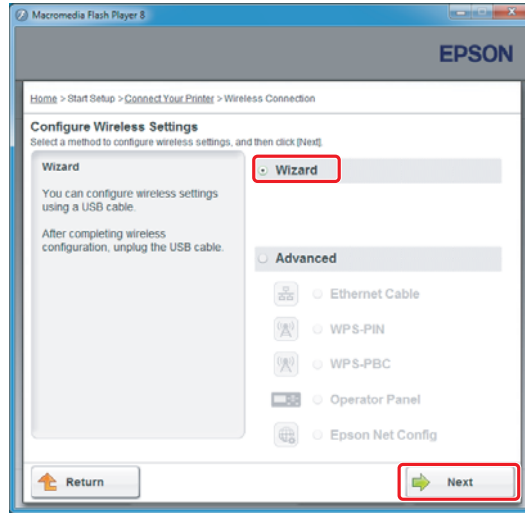 Macromedia Flash Player 8
EPSON
Home > Start Setup > Connect Your Printer > Wireless Connection
Configure Wireless Settings
Select a method to configure wireless settings, and then click [Next].
Wizard
You can configure wireless settings
using a USB cable.
After completing wireless
configuration, unplug the USB cable.
Wizard
Advanced
Ethernet Cable
WPS-PIN
WPS-PBC
Operator Panel
Epson Net Config
Return
Next